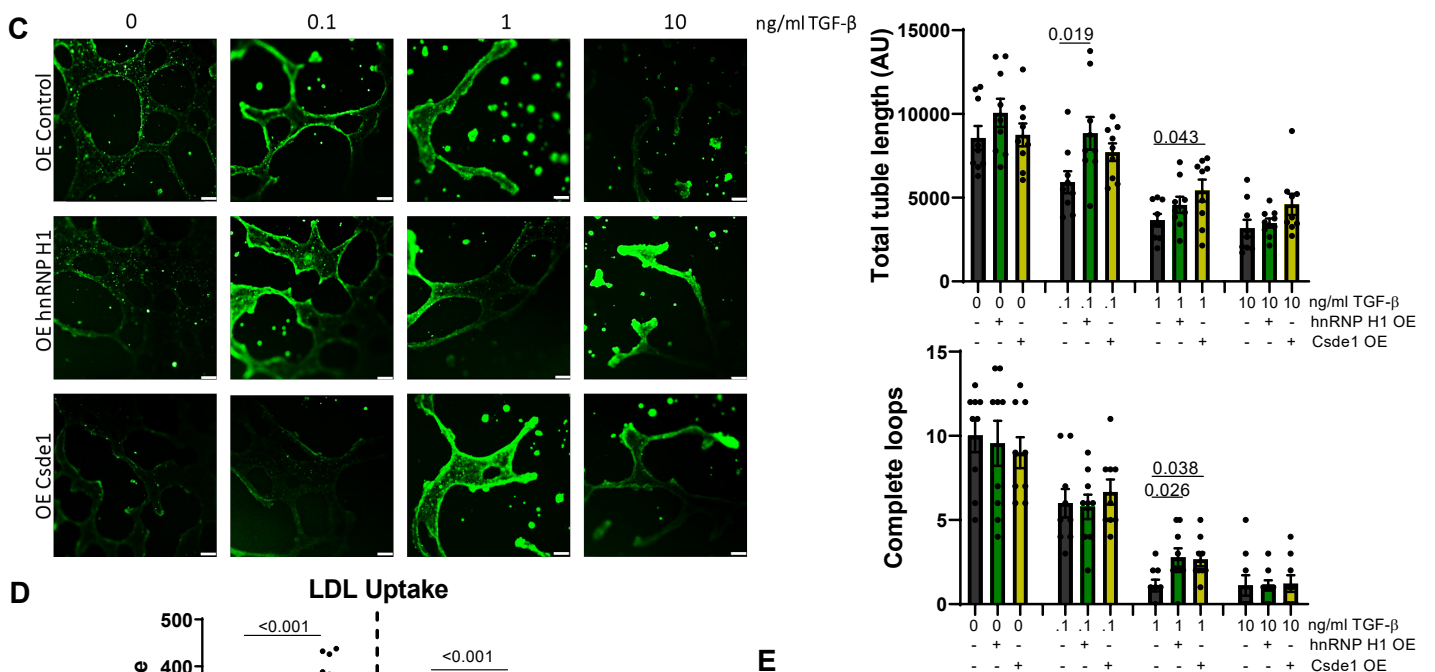 C
0 0.1 1 10 ng/ml TGF-β
OE Control
OE hnRNP H1
OE Csde1
Total tuble length (AU)
15000
10000
5000
0
0.019
0.043
0 0 0 .1 .1 .1 1 1 1 10 10 10 ng/ml TGF-β
- + - - + - - + - - + - hnRNP H1 OE
- - + - - + - - + - - + Csde1 OE
Complete loops
15
10
5
0
0.038
0.026
0 0 0 .1 .1 .1 1 1 1 10 10 10 ng/ml TGF-β
- + - - + - - + - - + - hnRNP H1 OE
- - + - - + - - + - - + Csde1 OE
D
LDL Uptake
500
400
<0.001
<0.001
E